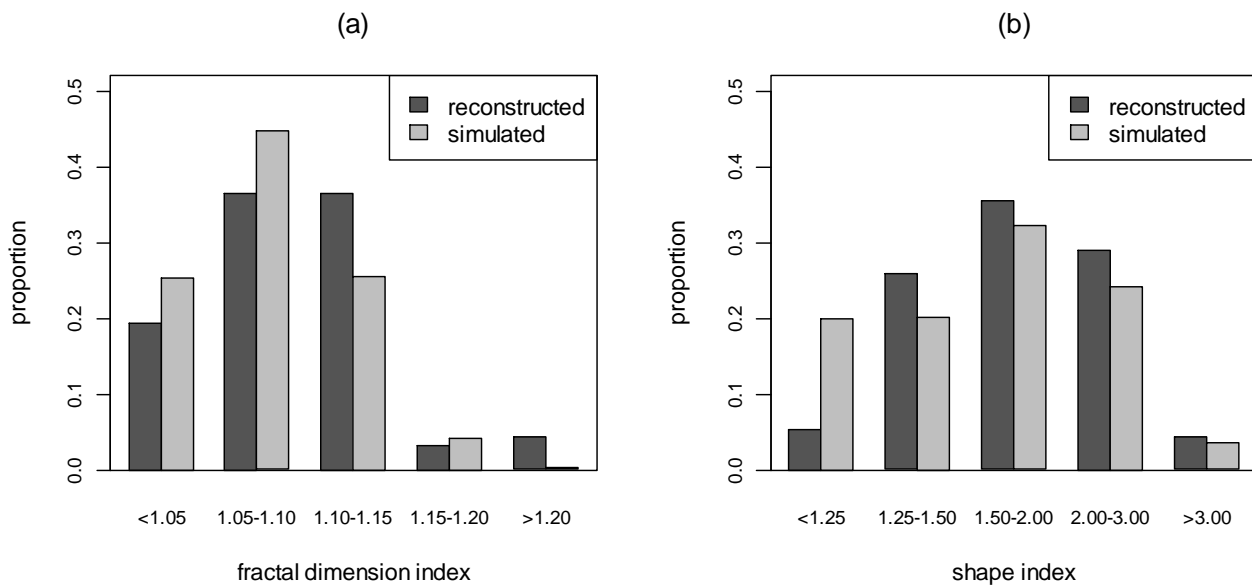 (a)
proportion
0.0 0.1 0.2 0.3 0.4 0.5
reconstructed
simulated
<1.05 1.05-1.10 1.10-1.15 1.15-1.20 >1.20
fractal dimension index
(b)
proportion
0.0 0.1 0.2 0.3 0.4 0.5
reconstructed
simulated
<1.25 1.25-1.50 1.50-2.00 2.00-3.00 >3.00
shape index